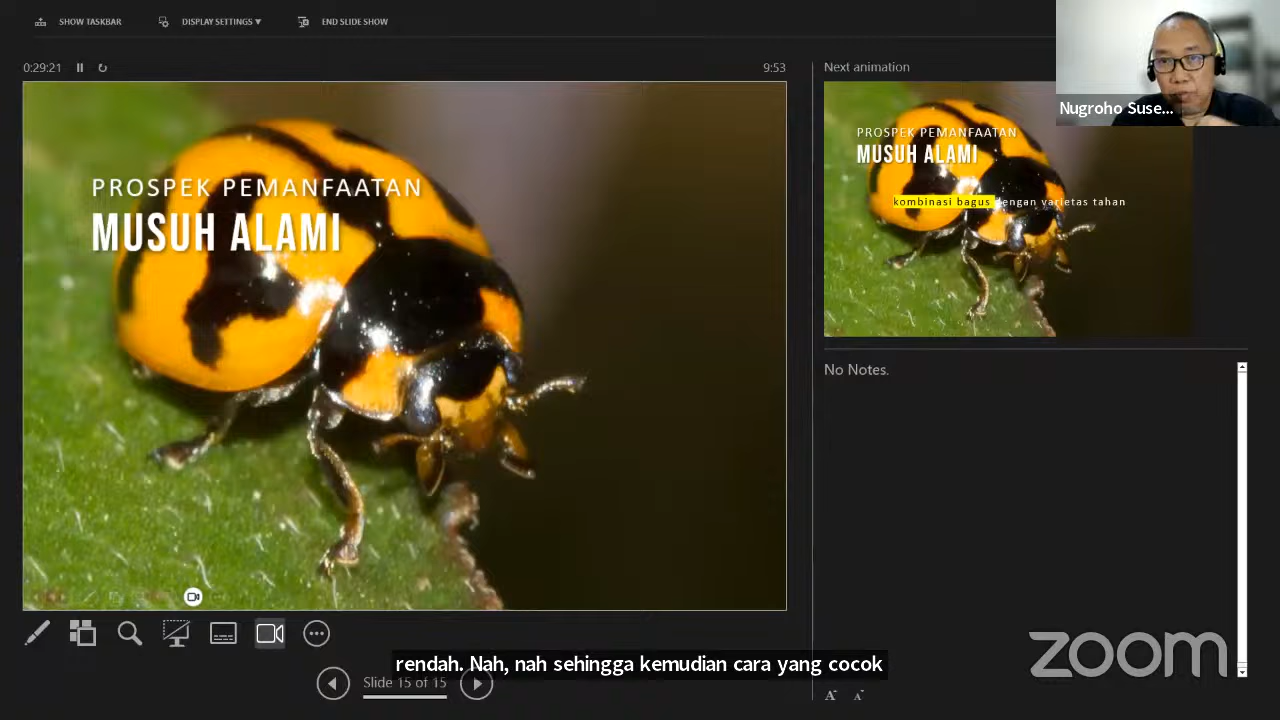 SHOW TASKBAR
DISPLAY SETTINGS ▼
END SLIDE SHOW
0:29:21
9:53
Next animation
PROSPEK PEMANFAATAN
MUSUH ALAMI
PROSPEK PEMANFAATAN
MUSUH ALAMI
kombinasi bagus dengan varietas tahan
Nugroho Suse...
No Notes.
rendah. Nah, nah sehingga kemudian cara yang cocok
Slide 15 of 15
A A
zoom